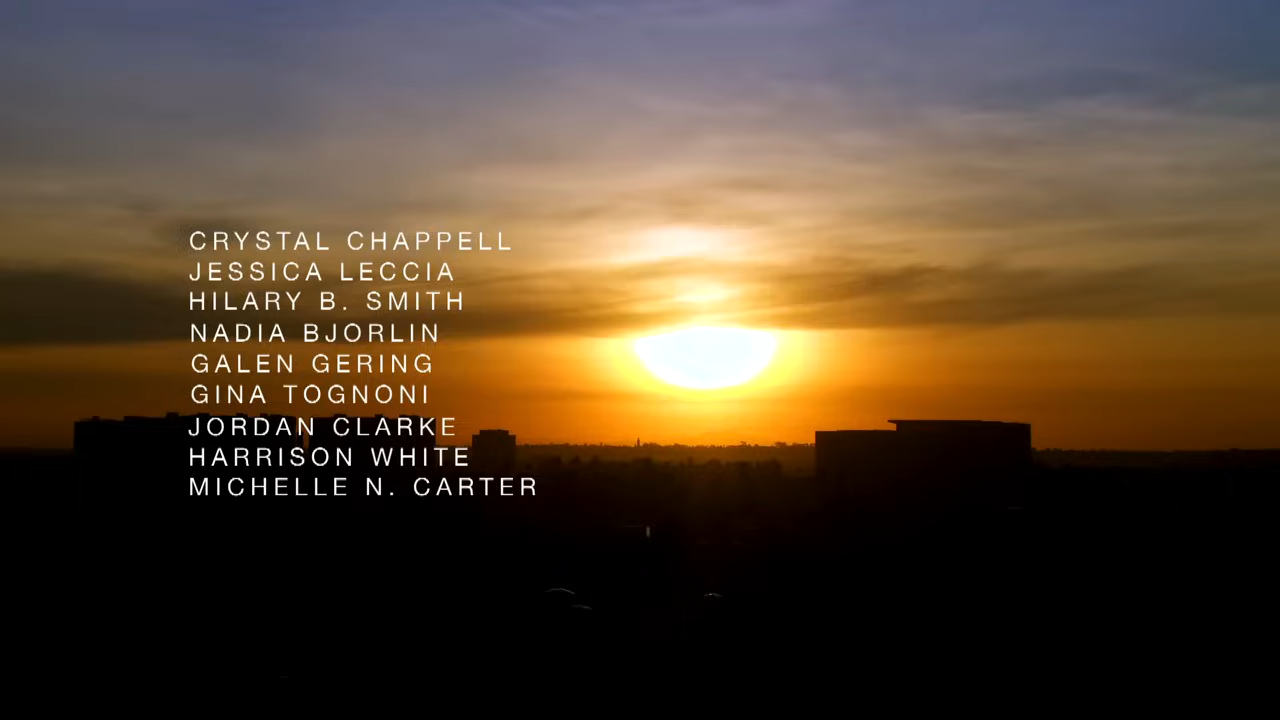 CRYSTAL CHAPPELL
JESSICA LECCIA
HILARY B. SMITH
NADIA BJORLIN
GALEN GERING
GINA TOGNONI
JORDAN CLARKE
HARRISON WHITE
MICHELLE N. CARTER